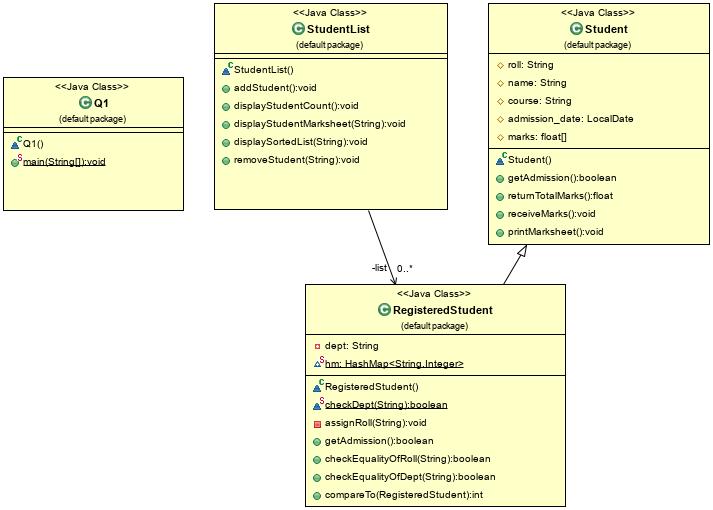 <<Java Class>>
Q1
(default package)
Q1()
main(String[]):void
<<Java Class>>
StudentList
(default package)
StudentList()
addStudent():void
displayStudentCount():void
displayStudentMarksheet(String):void
displaySortedList(String):void
removeStudent(String):void
<<Java Class>>
Student
(default package)
roll: String
name: String
course: String
admission_date: LocalDate
marks: float[]
Student()
getAdmission():boolean
returnTotalMarks():float
receiveMarks():void
printMarksheet():void
-list 0..*
<<Java Class>>
RegisteredStudent
(default package)
dept: String
hm: HashMap<String,Integer>
RegisteredStudent()
checkDept(String):boolean
assignRoll(String):void
getAdmission():boolean
checkEqualityOfRoll(String):boolean
checkEqualityOfDept(String):boolean
compareTo(RegisteredStudent):int